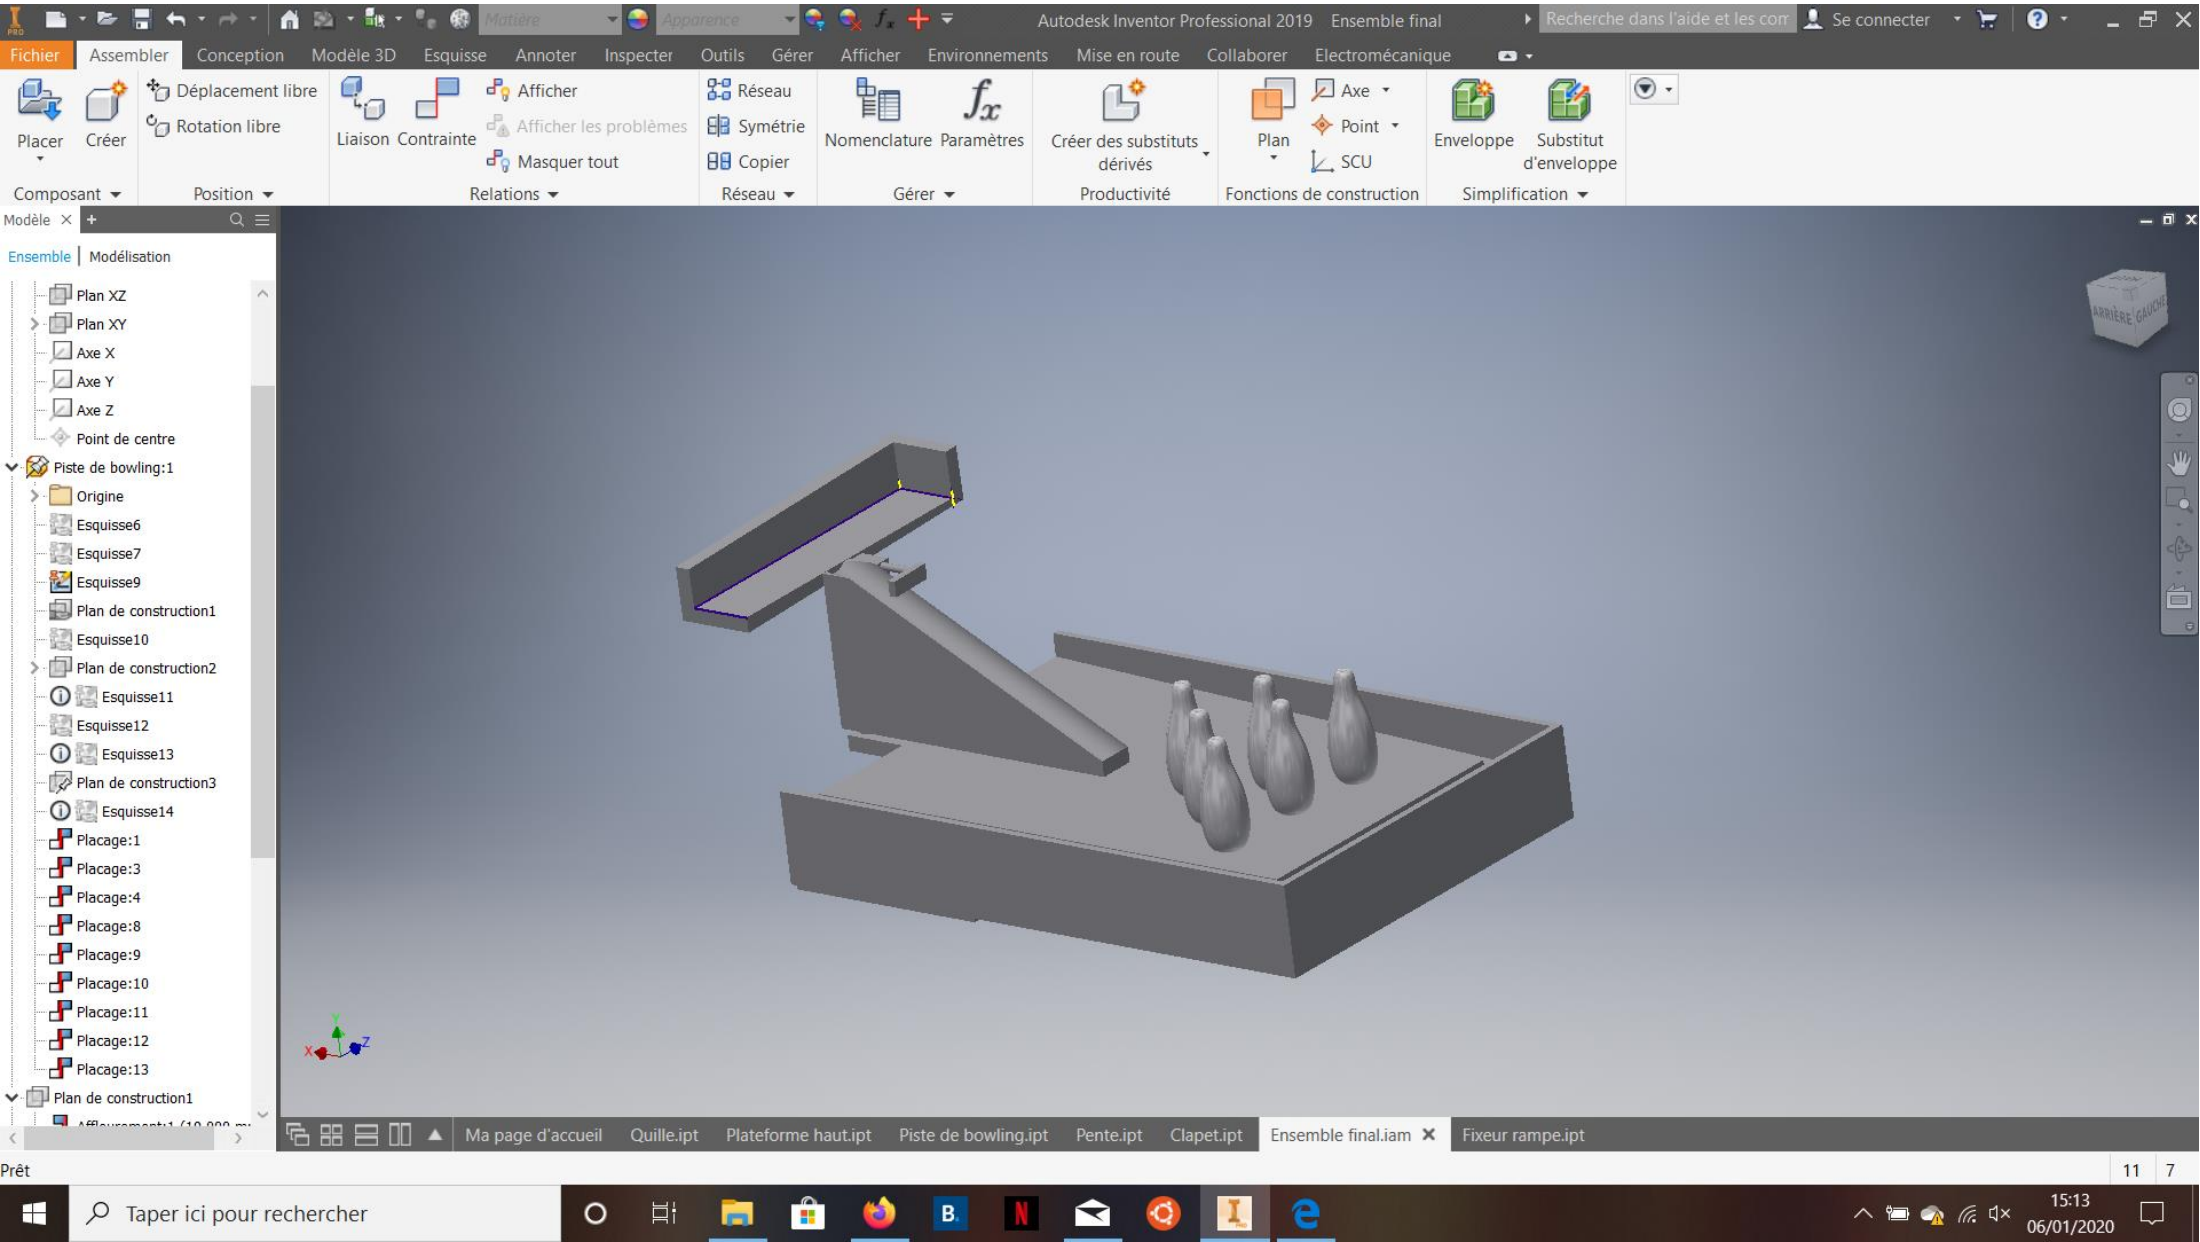 Matière
Apparence
Autodesk Inventor Professional 2019 Ensemble final
Recherche dans l'aide et les com
Se connecter
Fichier Assembler Conception Modèle 3D Esquisse Annoter Inspecter Outils Gérer Afficher Environnements Mise en route Collaborer Electromécanique
Placer
Créer
Déplacement libre
Rotation libre
Liaison Contrainte
Afficher
Afficher les problèmes
Masquer tout
Réseau
Symétrie
Copier
Nomenclature Paramètres
Créer des substituts
dérivés
Plan
Axe
Point
SCU
Enveloppe
Substitut
d'enveloppe
Composant Position Relations Réseau Gérer Productivité Fonctions de construction Simplification
Modèle
Ensemble Modélisation
Plan XZ
Plan XY
Axe X
Axe Y
Axe Z
Point de centre
Piste de bowling:1
Origine
Esquisse6
Esquisse7
Esquisse9
Plan de construction1
Esquisse10
Plan de construction2
Esquisse11
Esquisse12
Esquisse13
Plan de construction3
Esquisse14
Placage:1
Placage:3
Placage:4
Placage:8
Placage:9
Placage:10
Placage:11
Placage:12
Placage:13
Plan de construction1
ARRIÈRE GAUCHE
Y
X
Z
Ma page d'accueil Quille.ipt Plateforme haut.ipt Piste de bowling.ipt Pente.ipt Clapet.ipt Ensemble final.iam Fixeur rampe.ipt
Prêt
11 7
Taper ici pour rechercher
B.
N
I
PRO
15:13
06/01/2020